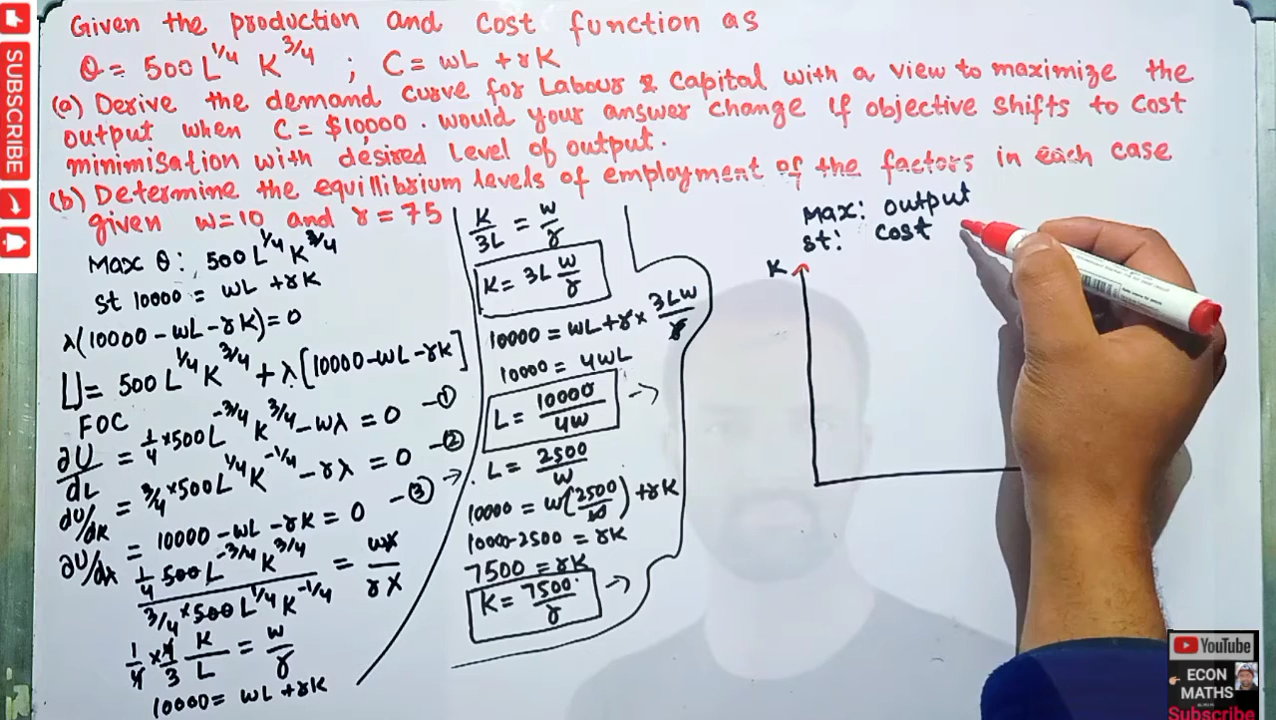 Given the production and cost function as
Q = 500 L^1/4 K^3/4 ; C = wL + rK
(a) Derive the demand curve for Labour & Capital with a view to maximize the
output when C = $10,000. would your answer change if objective shifts to cost
minimisation with desired level of output.
(b) Determine the equillibrium levels of employment of the factors in each case
given w=10 and r=75
Max Q: 500 L^1/4 K^3/4
St 10000 = wL + rK
λ(10000 - wL - rK) = 0
U = 500 L^1/4 K^3/4 + λ[10000 - wL - rK]
FOC
∂U/dL = 1/4 × 500 L^-3/4 K^3/4 - wλ = 0 -①
dU/dK = 3/4 × 500 L^1/4 K^-1/4 - rλ = 0 -②
∂U/dλ = 10000 - wL - rK = 0 -③ →
1/4 500 L^-3/4 K^3/4 / 3/4 × 500 L^1/4 K^-1/4 = wλ / rλ
1/4 × 4/3 K/L = w/r
10000 = wL + rK
K/3L = w/r
K = 3L w/r
10000 = wL + r × 3Lw/r
10000 = 4wL
L = 10000/4w →
L = 2500/w
10000 = w(2500/w) + rK
10000-2500 = rK
7500 = rK
K = 7500/r →
Max: output
st: cost
K
SUBSCRIBE
YouTube
ECON
MATHS
Subscribe